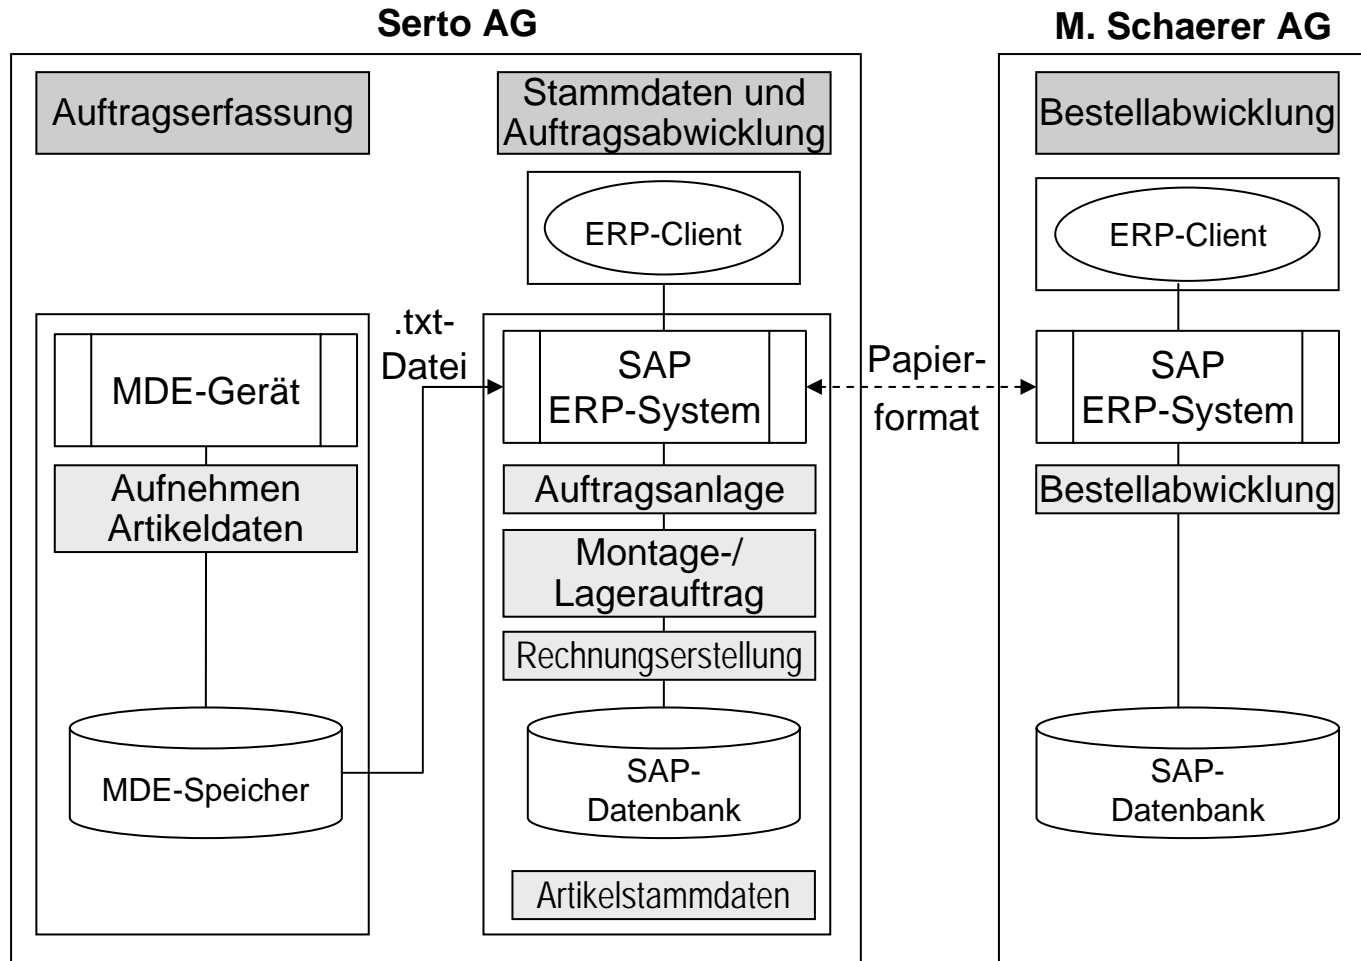 Serto AG
M. Schaerer AG
Auftragserfassung
Stammdaten und
Auftragsabwicklung
Bestellabwicklung
ERP-Client
ERP-Client
.txt-
Datei
MDE-Gerät
SAP
ERP-System
Papier-
format
SAP
ERP-System
Aufnehmen
Artikeldaten
Auftragsanlage
Bestellabwicklung
Montage-/
Lagerauftrag
Rechnungserstellung
MDE-Speicher
SAP-
Datenbank
SAP-
Datenbank
Artikelstammdaten